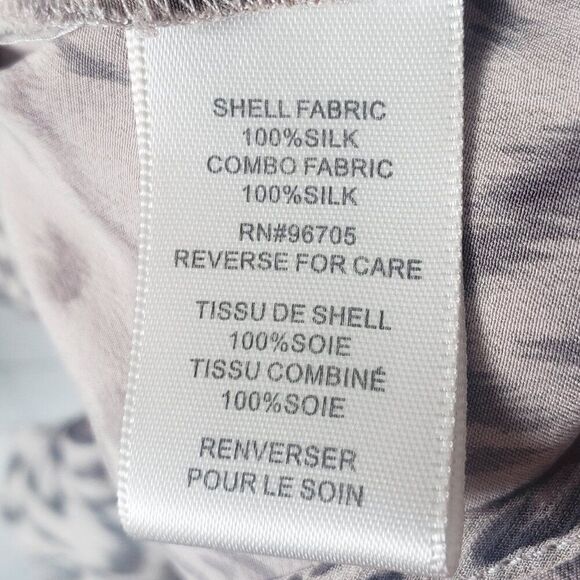 SHELL FABRIC
100%SILK
COMBO FABRIC
100%SILK
RN#96705
REVERSE FOR CARE
TISSU DE SHELL
100%SOIE
TISSU COMBINÉ
100%SOIE
RENVERSER
POUR LE SOIN